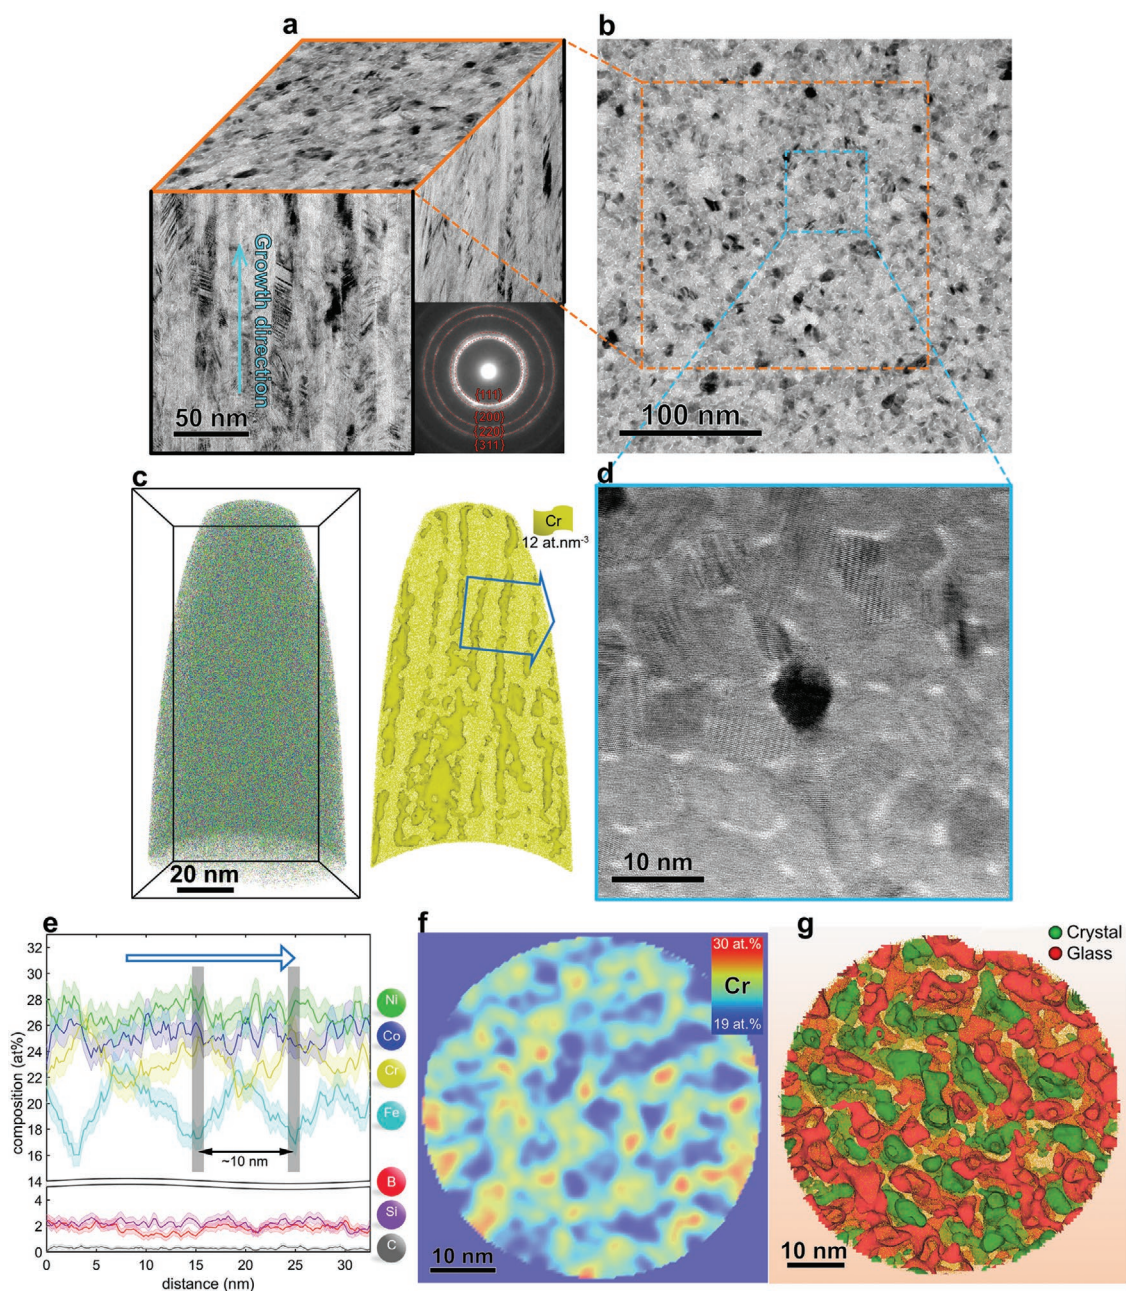 a
Growth direction
50 nm
{111}
{200}
{220}
{311}
b
100 nm
c
20 nm
Cr
12 at.nm-3
d
10 nm
e
composition (at%)
32
30
28
26
24
22
20
18
16
14
4
2
0
0 5 10 15 20 25 30
distance (nm)
~10 nm
Ni
Co
Cr
Fe
B
Si
C
f
30 at.%
Cr
19 at.%
10 nm
g
Crystal
Glass
10 nm